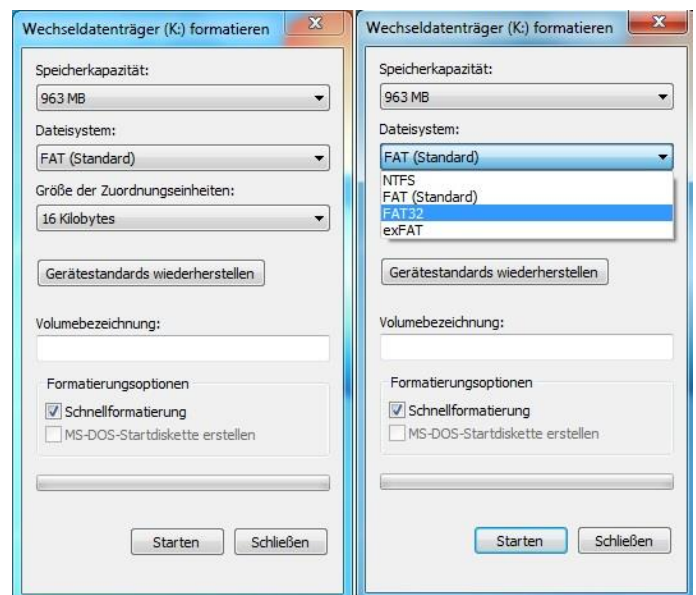 Wechseldatenträger (K:) formatieren
Speicherkapazität:
963 MB
Dateisystem:
FAT (Standard)
Größe der Zuordnungseinheiten:
16 Kilobytes
Gerätestandards wiederherstellen
Volumebezeichnung:
Formatierungsoptionen
Schnellformatierung
MS-DOS-Startdiskette erstellen
Starten Schließen
Wechseldatenträger (K:) formatieren
Speicherkapazität:
963 MB
Dateisystem:
FAT (Standard)
NTFS
FAT (Standard)
FAT32
exFAT
Gerätestandards wiederherstellen
Volumebezeichnung:
Formatierungsoptionen
Schnellformatierung
MS-DOS-Startdiskette erstellen
Starten Schließen